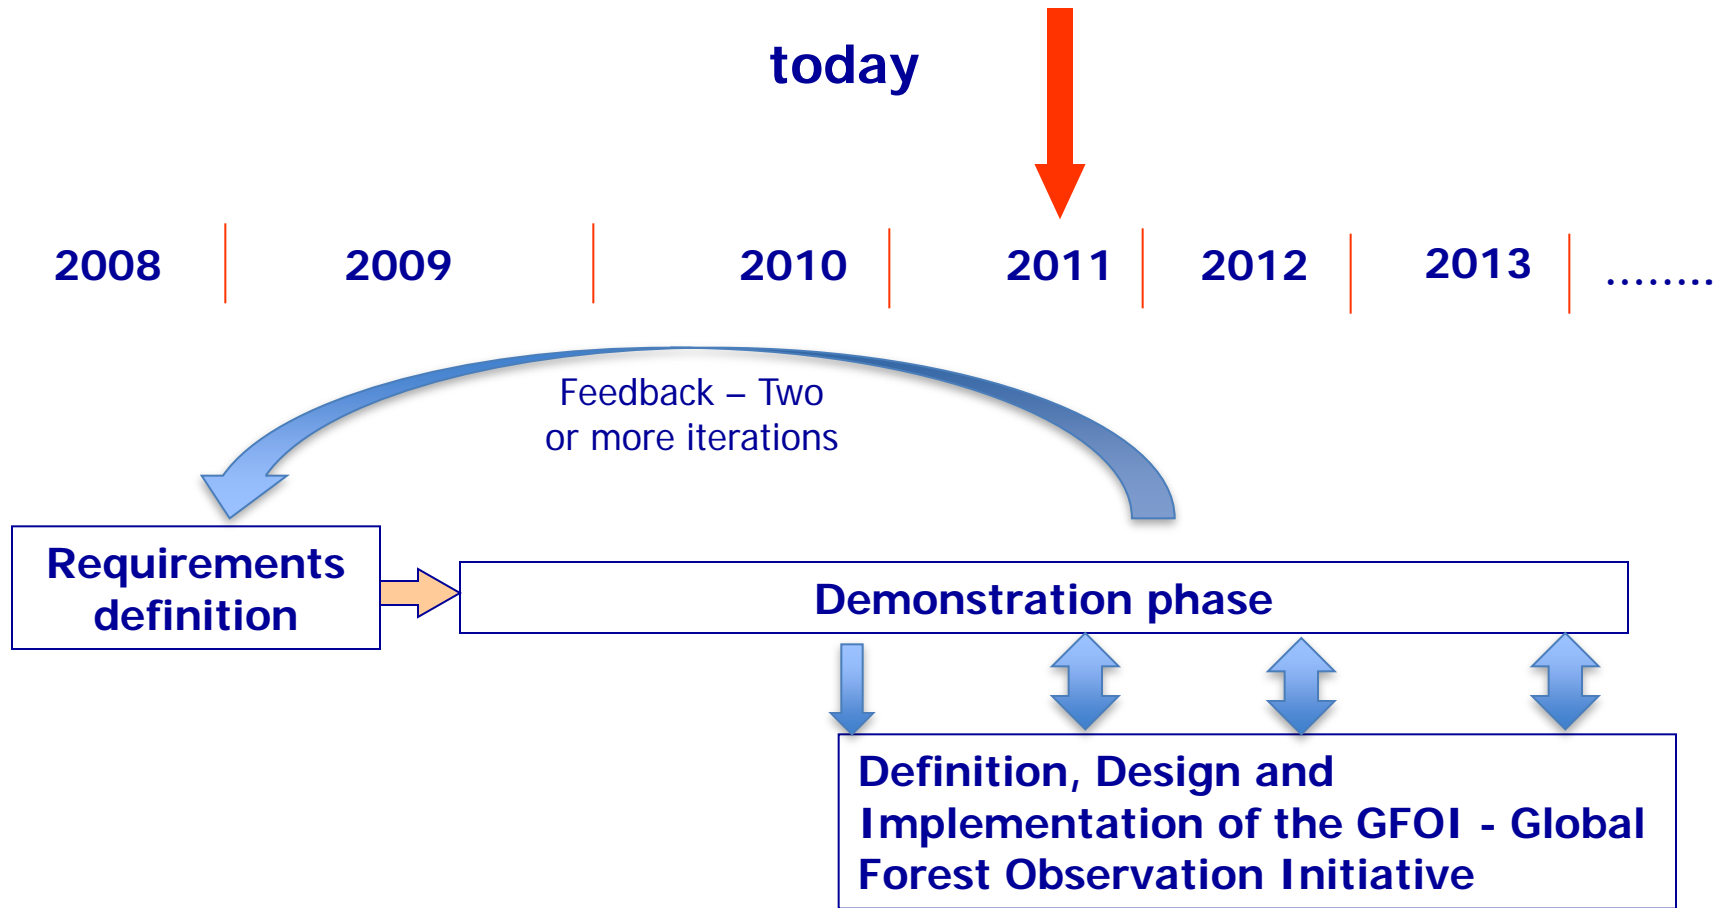 today
2008 2009 2010 2011 2012 2013 ........
Feedback – Two
or more iterations
Requirements
definition
Demonstration phase
Definition, Design and
Implementation of the GFOI - Global
Forest Observation Initiative